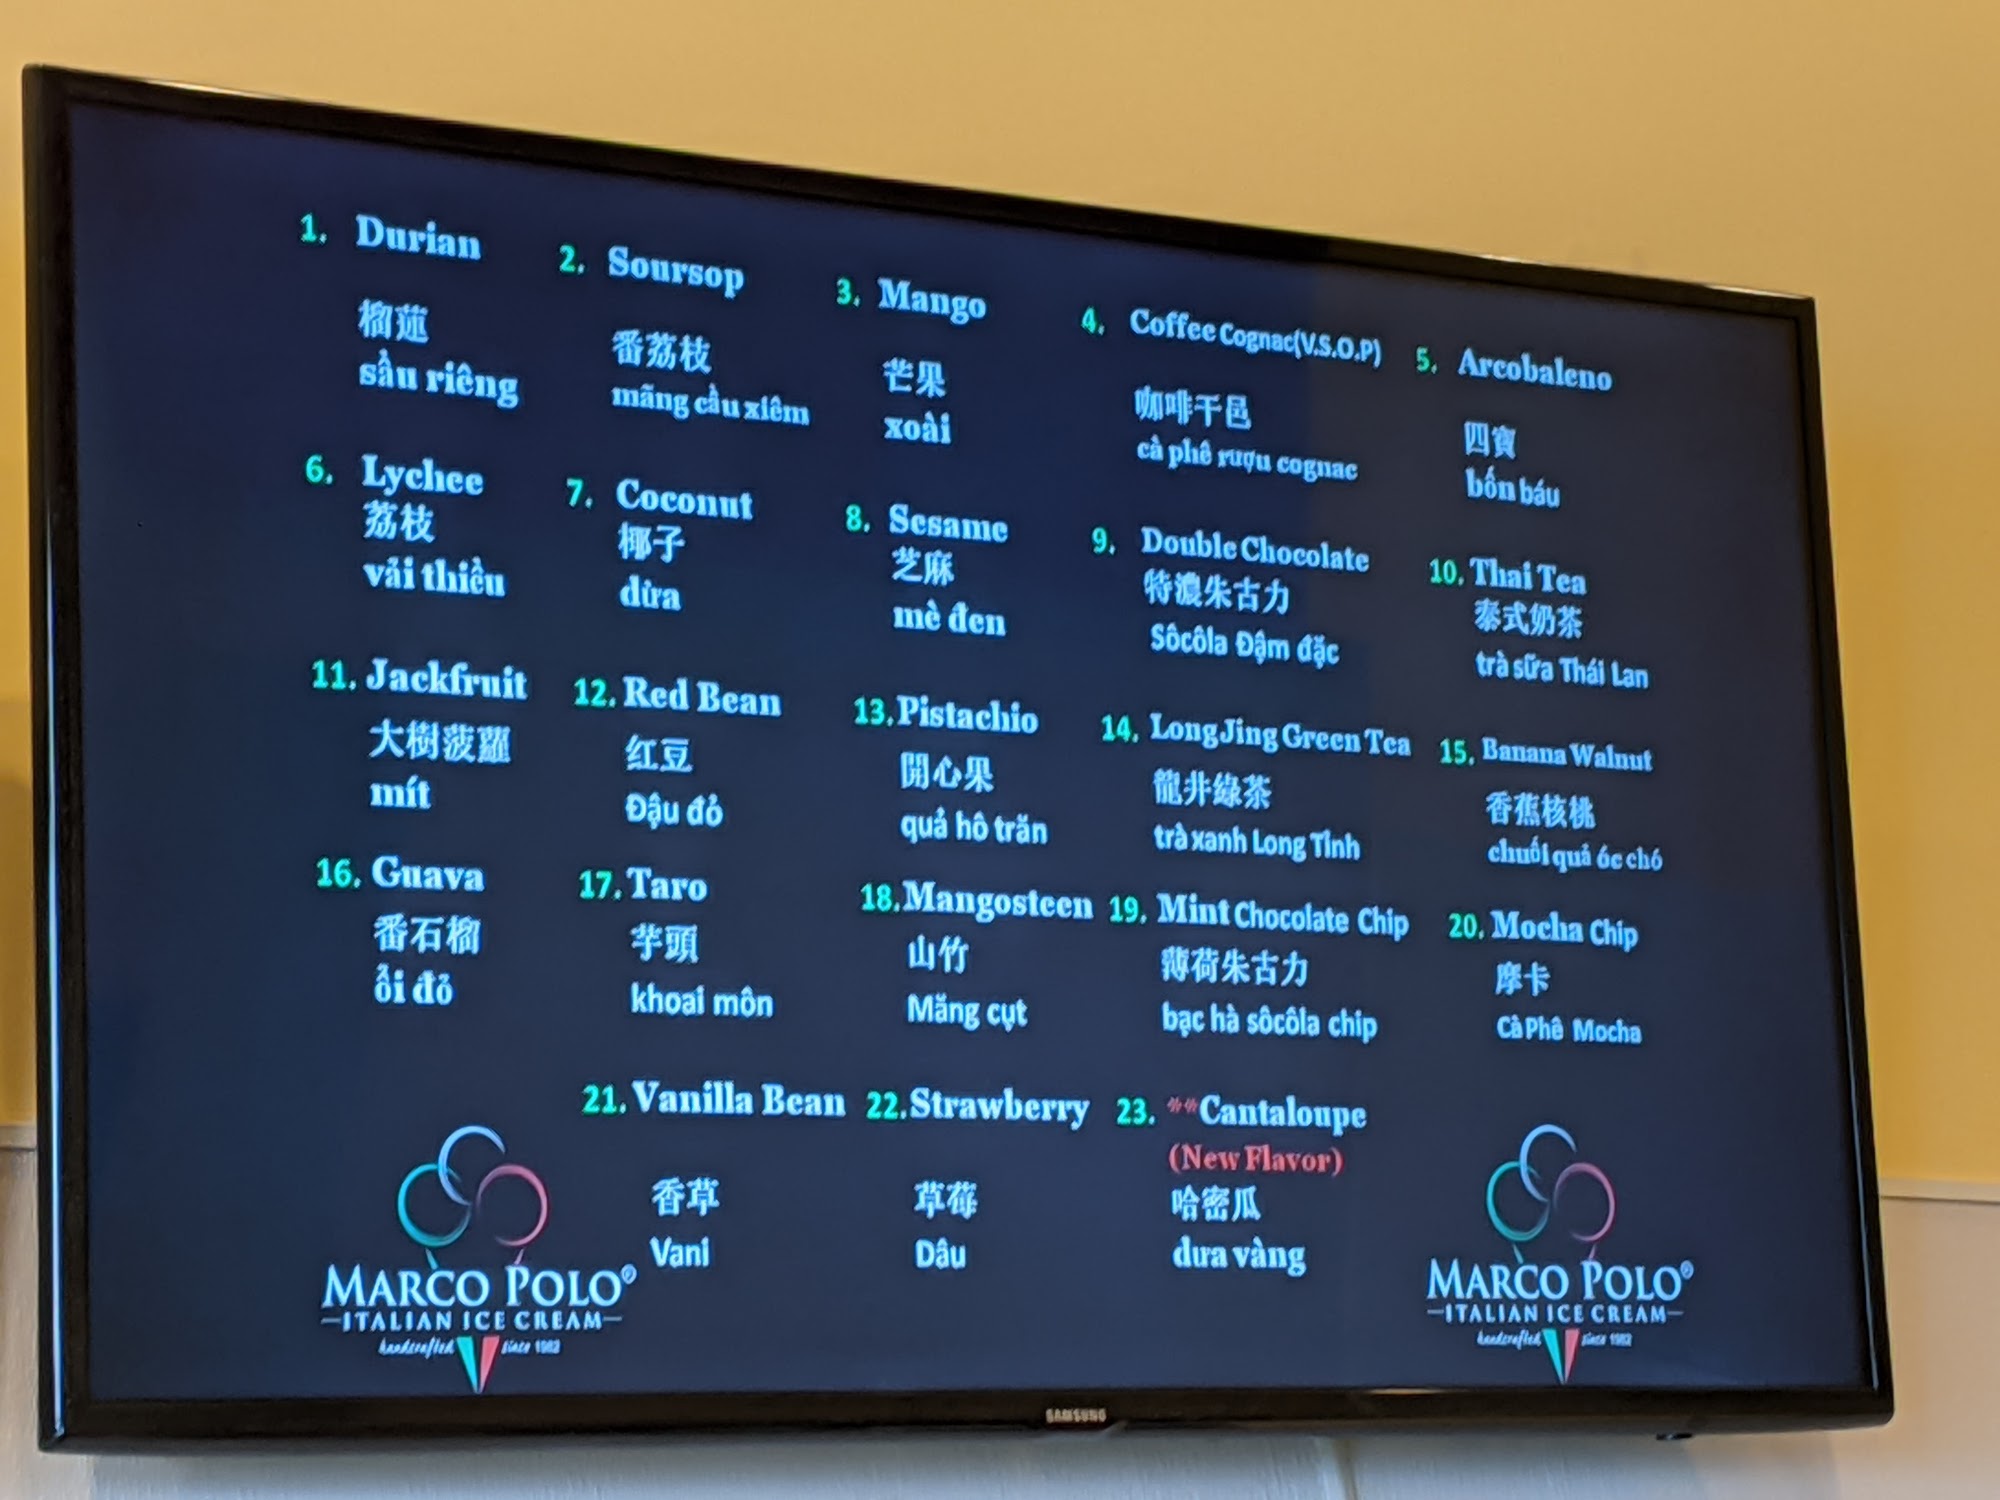 1. Durian
榴蓮
sầu riêng
2. Soursop
番荔枝
mãng cầu xiêm
3. Mango
芒果
xoài
4. Coffee Cognac(V.S.O.P)
咖啡干邑
cà phê rượu cognac
5. Arcobaleno
四寶
bốn báu
6. Lychee
荔枝
vải thiều
7. Coconut
椰子
dừa
8. Sesame
芝麻
mè đen
9. Double Chocolate
特濃朱古力
Sôcôla Đậm đặc
10. Thai Tea
泰式奶茶
trà sữa Thái Lan
11. Jackfruit
大樹菠蘿
mít
12. Red Bean
红豆
Đậu đỏ
13. Pistachio
開心果
quả hô trăn
14. LongJing Green Tea
龍井綠茶
trà xanh Long Tỉnh
15. Banana Walnut
香蕉核桃
chuối quả óc chó
16. Guava
番石榴
ổi đỏ
17. Taro
芋頭
khoai môn
18. Mangosteen
山竹
Măng cụt
19. Mint Chocolate Chip
薄荷朱古力
bạc hà sôcôla chip
20. Mocha Chip
摩卡
Cà Phê Mocha
21. Vanilla Bean
香草
Vani
22. Strawberry
草莓
Dâu
23. **Cantaloupe
(New Flavor)
哈密瓜
dưa vàng
MARCO POLO®
ITALIAN ICE CREAM
handcrafted since 1982
MARCO POLO®
ITALIAN ICE CREAM
handcrafted since 1982
SAMSUNG